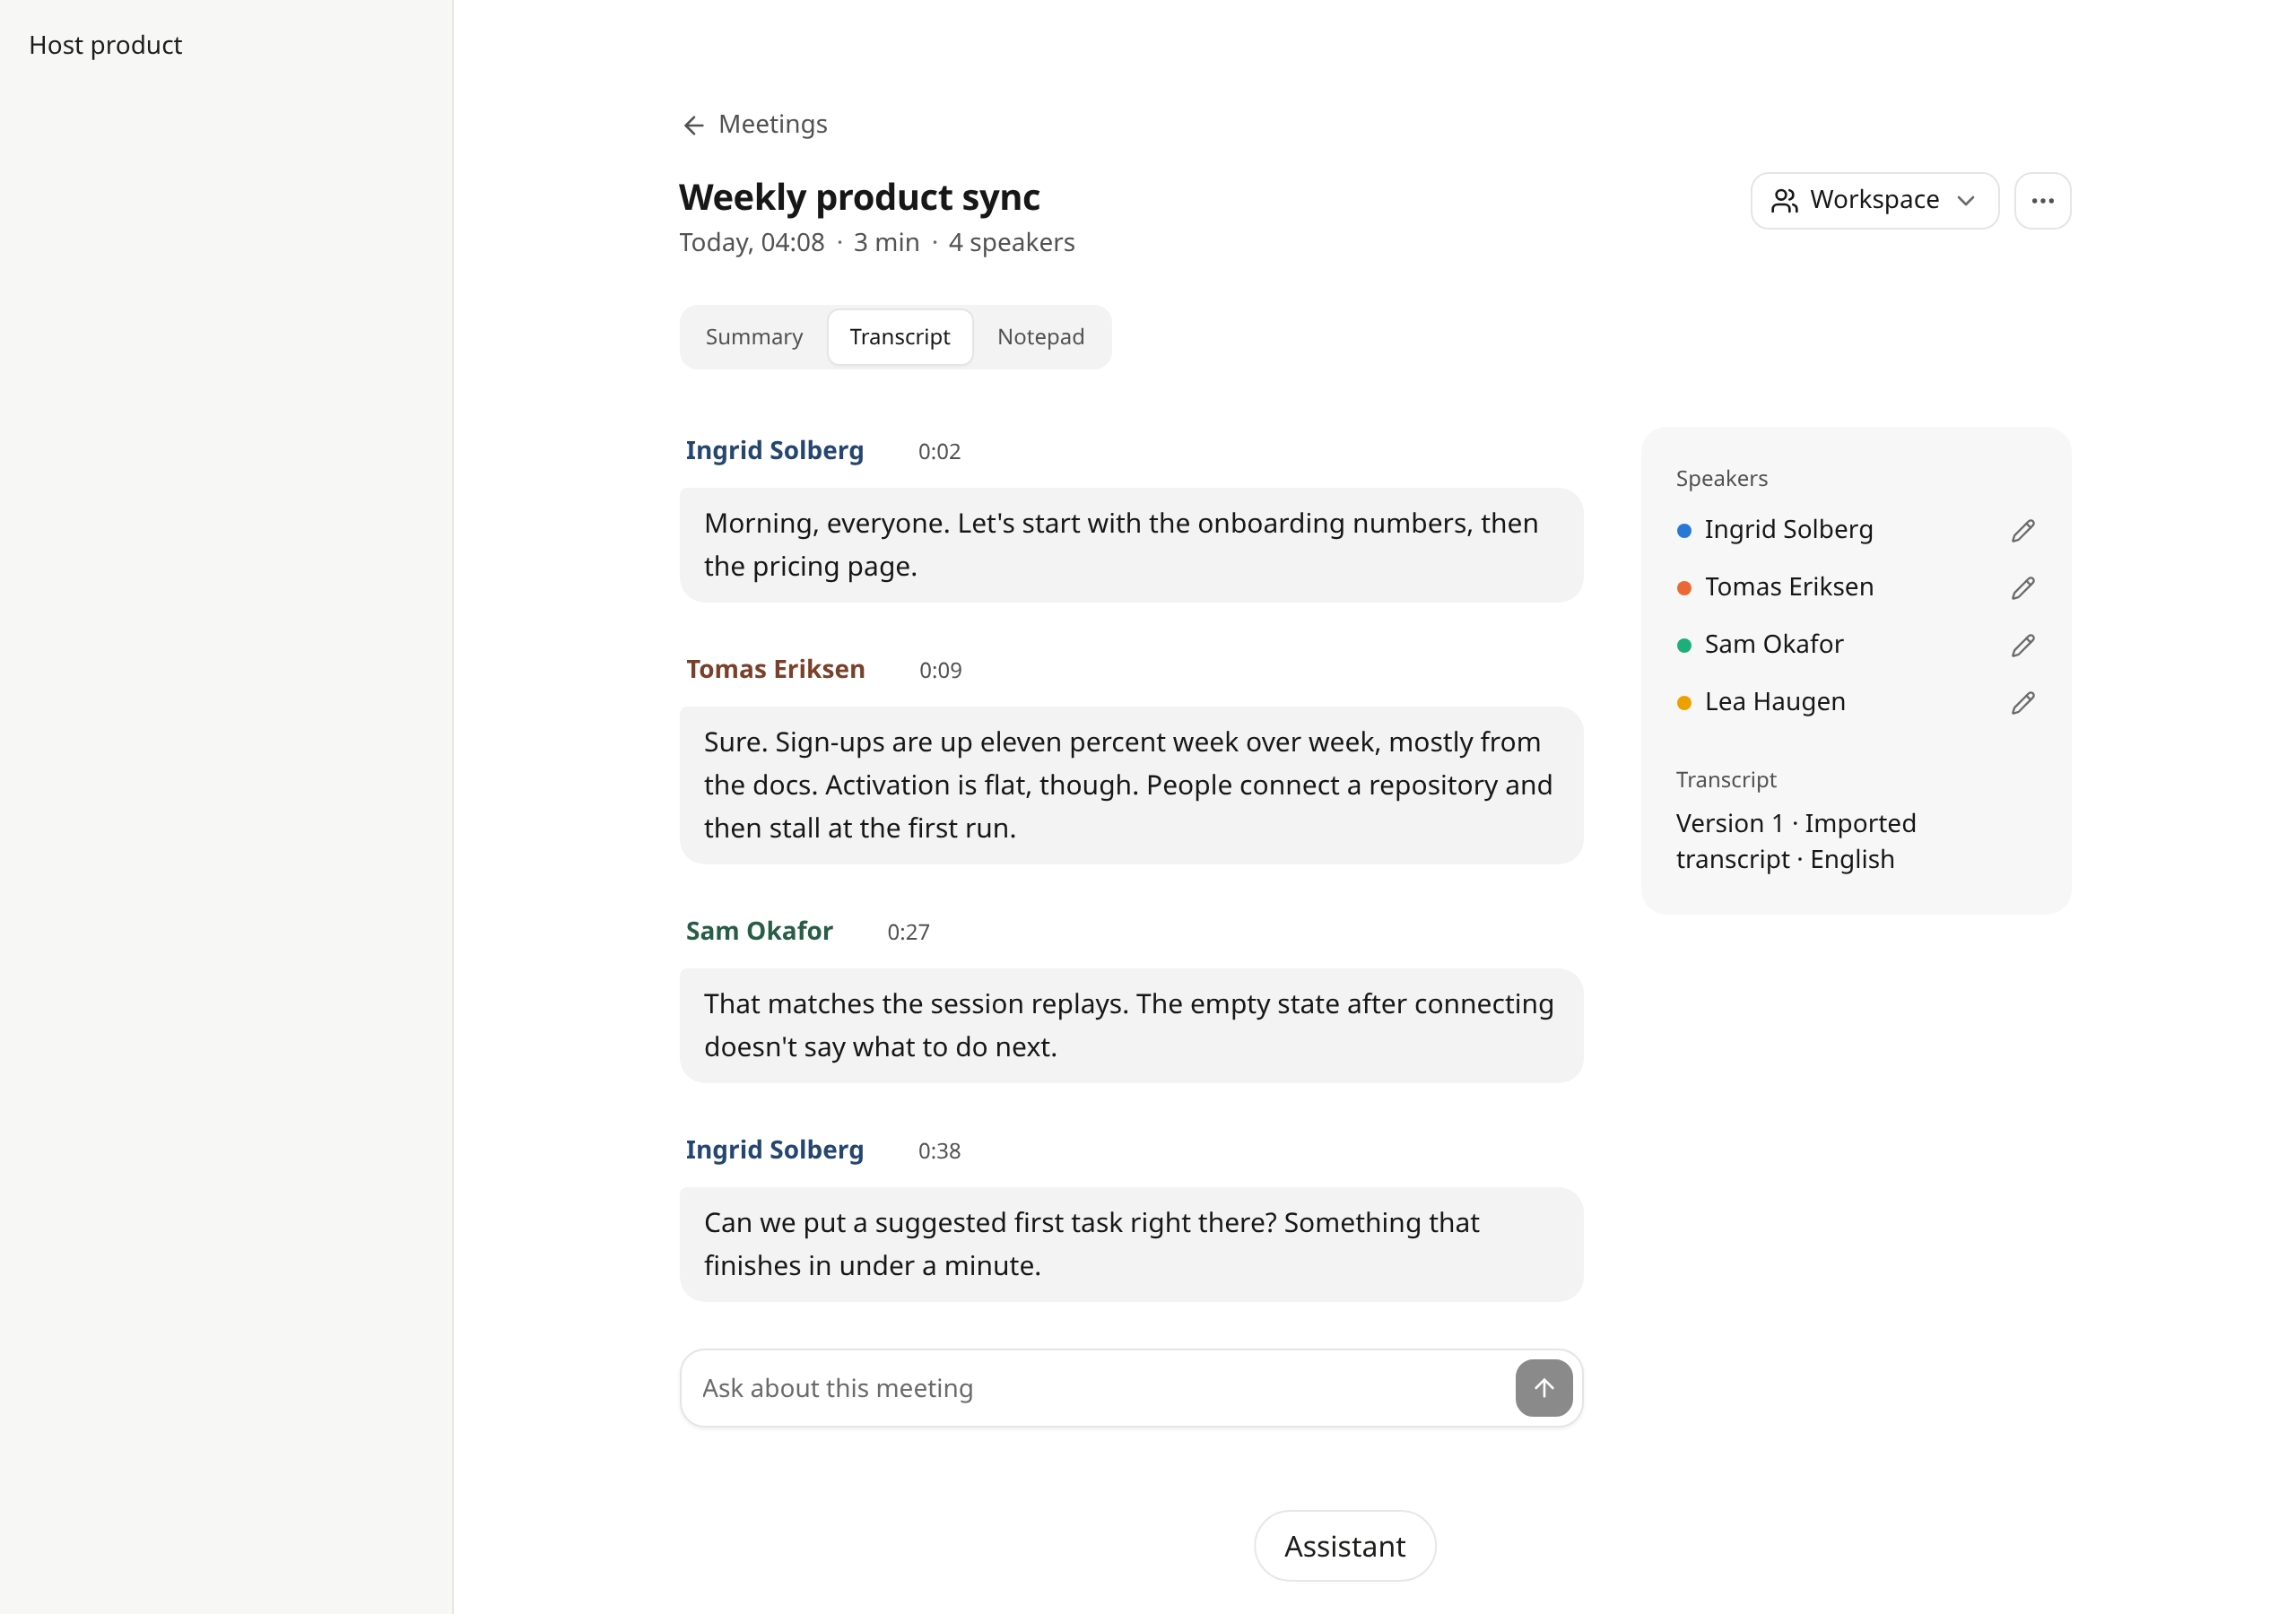 Host product
Meetings
Weekly product sync
Today, 04:08 · 3 min · 4 speakers
Workspace
Summary
Transcript
Notepad
Ingrid Solberg 0:02
Morning, everyone. Let's start with the onboarding numbers, then
the pricing page.
Tomas Eriksen 0:09
Sure. Sign-ups are up eleven percent week over week, mostly from
the docs. Activation is flat, though. People connect a repository and
then stall at the first run.
Sam Okafor 0:27
That matches the session replays. The empty state after connecting
doesn't say what to do next.
Ingrid Solberg 0:38
Can we put a suggested first task right there? Something that
finishes in under a minute.
Ask about this meeting
Speakers
Ingrid Solberg
Tomas Eriksen
Sam Okafor
Lea Haugen
Transcript
Version 1 · Imported
transcript · English
Assistant